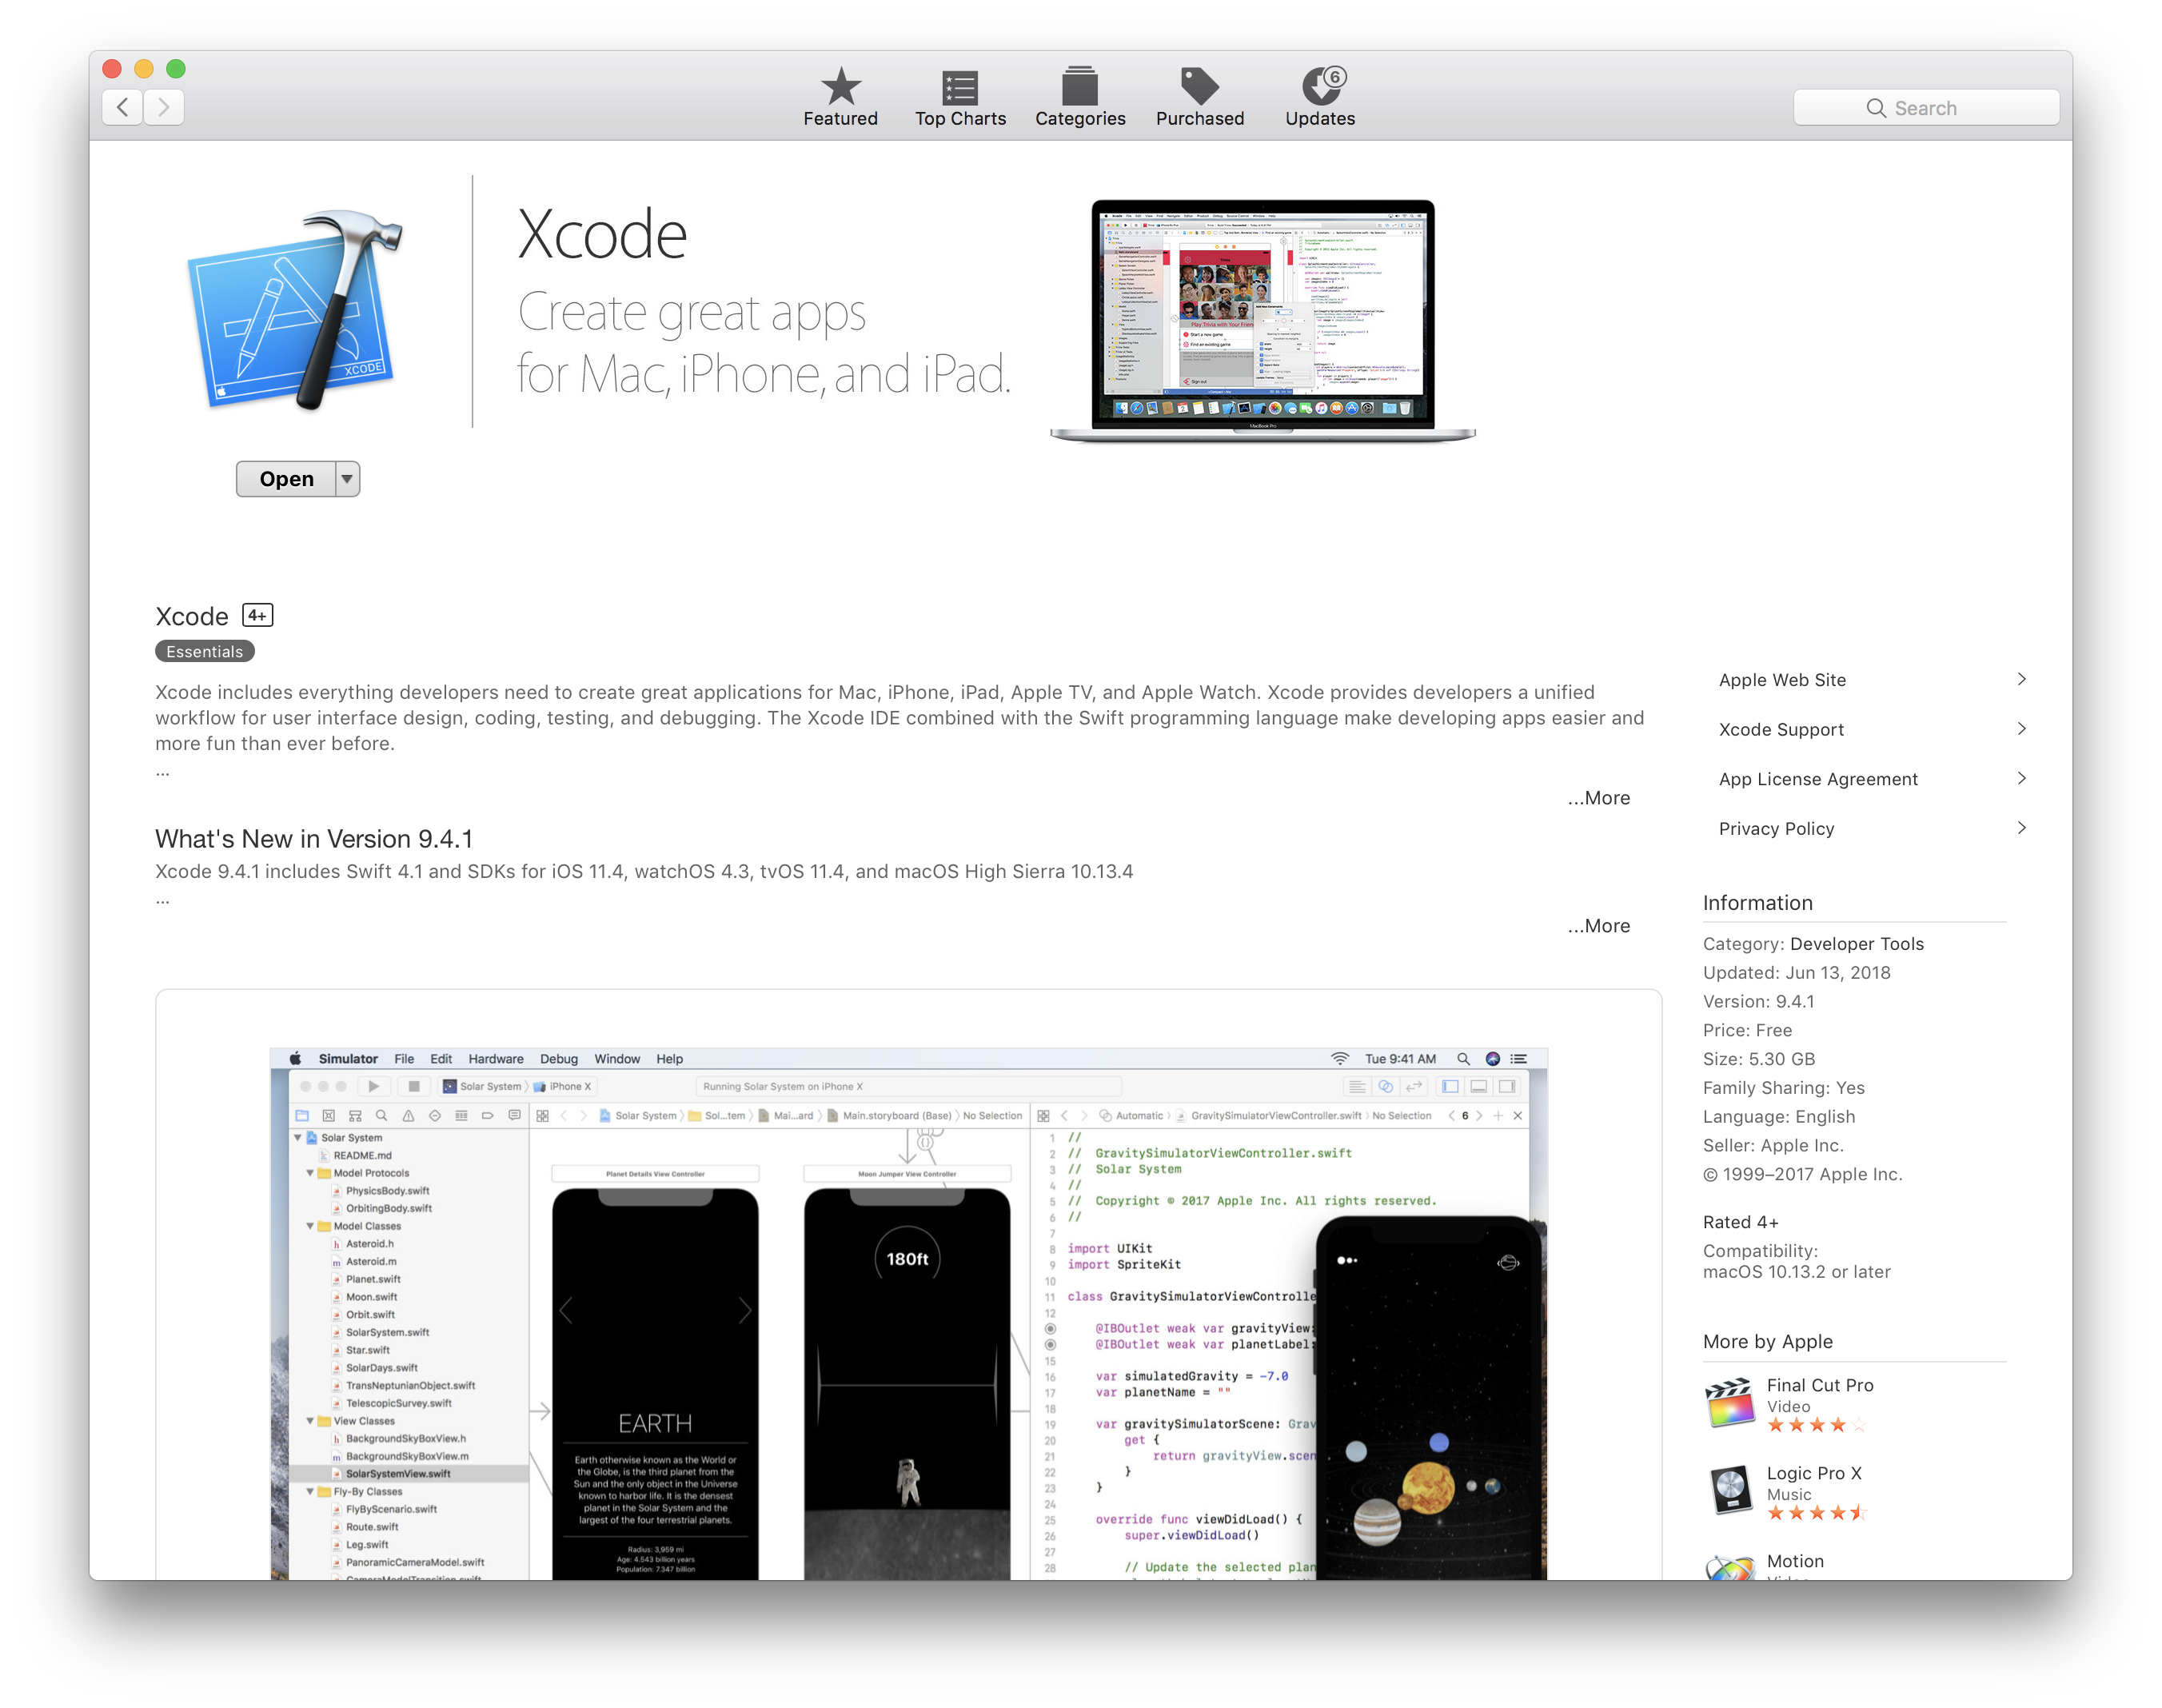 Featured
Top Charts
Categories
Purchased
6
Updates
Search
XCODE
Xcode
Create great apps
for Mac, iPhone, and iPad.
MacBook Pro
Play Trivia with Your Frien
Start a new game
Find an existing game
Sign out
Open
Xcode 4+
Essentials
Xcode includes everything developers need to create great applications for Mac, iPhone, iPad, Apple TV, and Apple Watch. Xcode provides developers a unified
workflow for user interface design, coding, testing, and debugging. The Xcode IDE combined with the Swift programming language make developing apps easier and
more fun than ever before.
...
...More
What's New in Version 9.4.1
Xcode 9.4.1 includes Swift 4.1 and SDKs for iOS 11.4, watchOS 4.3, tvOS 11.4, and macOS High Sierra 10.13.4
...
...More
Simulator File Edit Hardware Debug Window Help
Tue 9:41 AM
Solar System iPhone X
Running Solar System on iPhone X
Solar System Sol...tem Mai...ard Main.storyboard (Base) No Selection
Automatic GravitySimulatorViewController.swift No Selection 6
Solar System
README.md
Model Protocols
PhysicsBody.swift
OrbitingBody.swift
Model Classes
Asteroid.h
Asteroid.m
Planet.swift
Moon.swift
Orbit.swift
SolarSystem.swift
Star.swift
SolarDays.swift
TransNeptunianObject.swift
TelescopicSurvey.swift
View Classes
BackgroundSkyBoxView.h
BackgroundSkyBoxView.m
SolarSystemView.swift
Fly-By Classes
FlyByScenario.swift
Route.swift
Leg.swift
PanoramicCameraModel.swift
CameraModelTransition.swift
Planet Details View Controller
EARTH
Earth otherwise known as the World or
the Globe, is the third planet from the
Sun and the only object in the Universe
known to harbor life. It is the densest
planet in the Solar System and the
largest of the four terrestrial planets.
Radius: 3,959 mi
Age: 4.543 billion years
Population: 7.347 billion
Moon Jumper View Controller
180ft
1 //
2 // GravitySimulatorViewController.swift
3 // Solar System
4 //
5 // Copyright © 2017 Apple Inc. All rights reserved.
6 //
7
8 import UIKit
9 import SpriteKit
10
11 class GravitySimulatorViewControlle
12
@IBOutlet weak var gravityView:
@IBOutlet weak var planetLabel:
15
16 var simulatedGravity = -7.0
17 var planetName = ""
18
19 var gravitySimulatorScene: Grav
20 get {
21 return gravityView.scen
22 }
23 }
24
25 override func viewDidLoad() {
26 super.viewDidLoad()
27
28 // Update the selected plan
Apple Web Site
Xcode Support
App License Agreement
Privacy Policy
Information
Category: Developer Tools
Updated: Jun 13, 2018
Version: 9.4.1
Price: Free
Size: 5.30 GB
Family Sharing: Yes
Language: English
Seller: Apple Inc.
© 1999–2017 Apple Inc.
Rated 4+
Compatibility:
macOS 10.13.2 or later
More by Apple
Final Cut Pro
Video
Logic Pro X
Music
Motion
Video